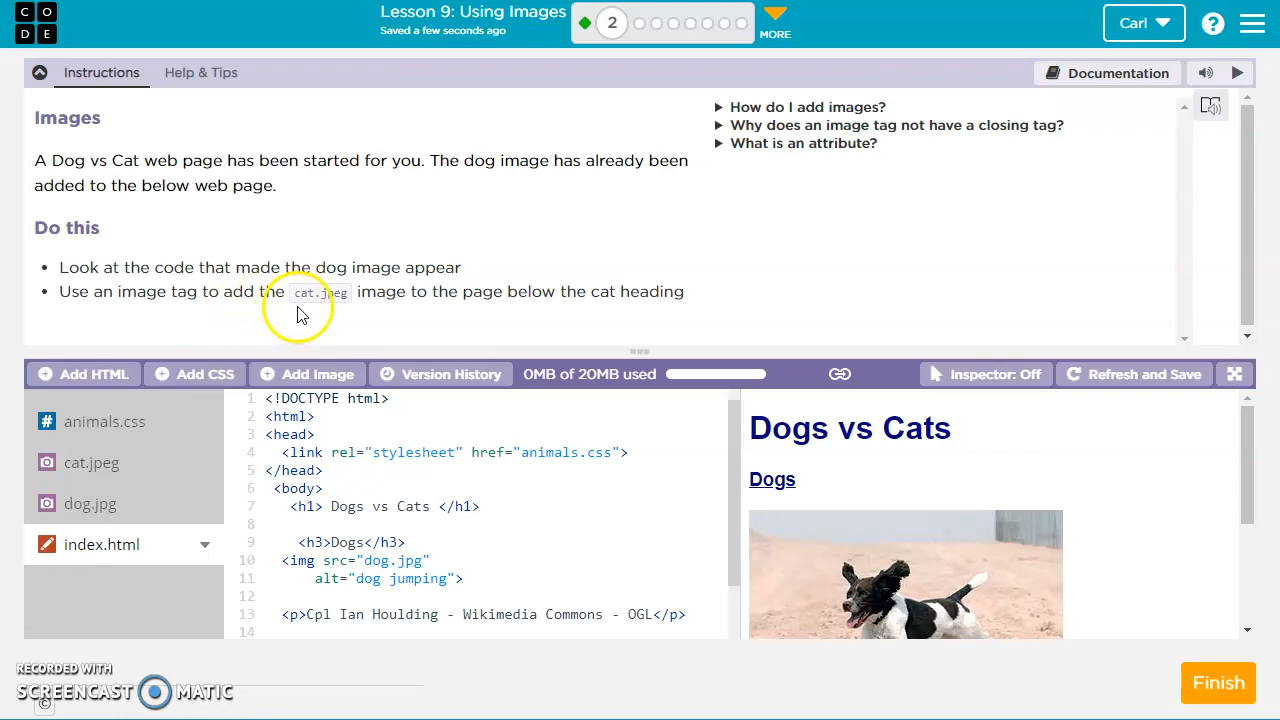 C O
D E
Lesson 9: Using Images
Saved a few seconds ago
2
MORE
Carl
?
Instructions
Help & Tips
Documentation
Images
A Dog vs Cat web page has been started for you. The dog image has already been
added to the below web page.
Do this
• Look at the code that made the dog image appear
• Use an image tag to add the cat.jpeg image to the page below the cat heading
How do I add images?
Why does an image tag not have a closing tag?
What is an attribute?
Add HTML
Add CSS
Add Image
Version History
0MB of 20MB used
Inspector: Off
Refresh and Save
# animals.css
cat.jpeg
dog.jpg
index.html
1 <!DOCTYPE html>
2 <html>
3 <head>
4 <link rel="stylesheet" href="animals.css">
5 </head>
6 <body>
7 <h1> Dogs vs Cats </h1>
8
9 <h3>Dogs</h3>
10 <img src="dog.jpg"
11 alt="dog jumping">
12
13 <p>Cpl Ian Houlding - Wikimedia Commons - OGL</p>
14
Dogs vs Cats
Dogs
RECORDED WITH
SCREENCAST MATIC
©
Finish